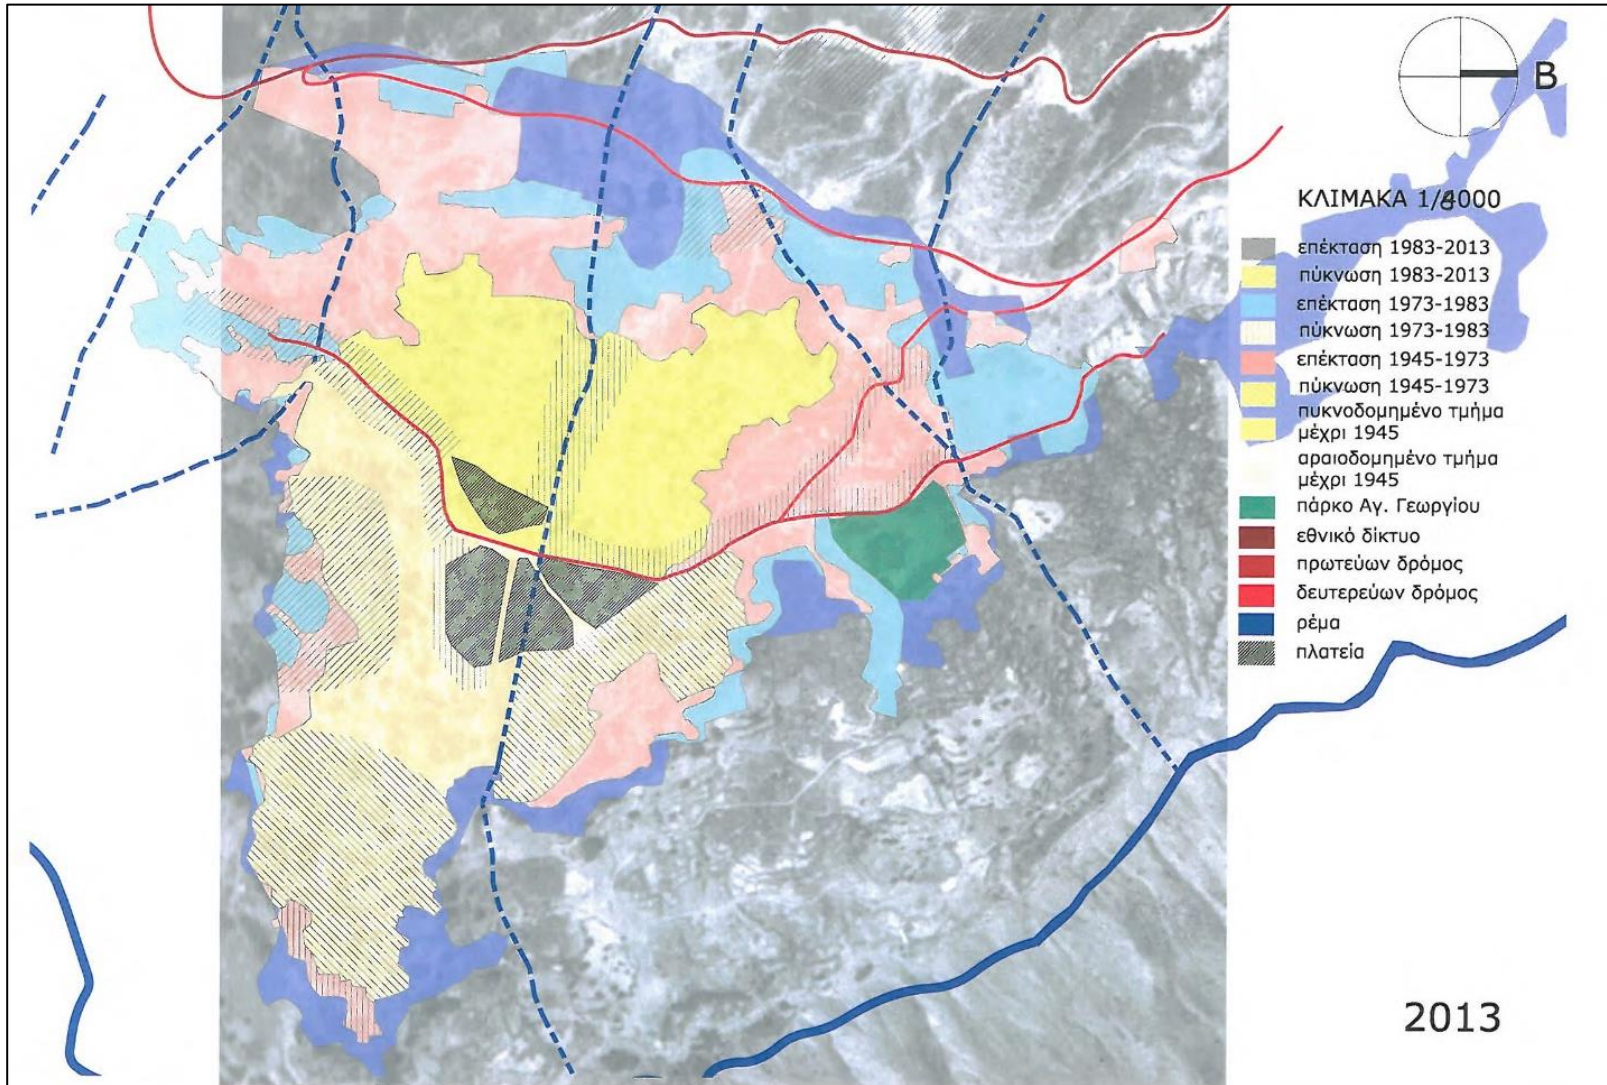 Β
ΚΛΙΜΑΚΑ 1/4000
επέκταση 1983-2013
πύκνωση 1983-2013
επέκταση 1973-1983
πύκνωση 1973-1983
επέκταση 1945-1973
πύκνωση 1945-1973
πυκνοδομημένο τμήμα
μέχρι 1945
αραιοδομημένο τμήμα
μέχρι 1945
πάρκο Αγ. Γεωργίου
εθνικό δίκτυο
πρωτεύων δρόμος
δευτερεύων δρόμος
ρέμα
πλατεία
2013